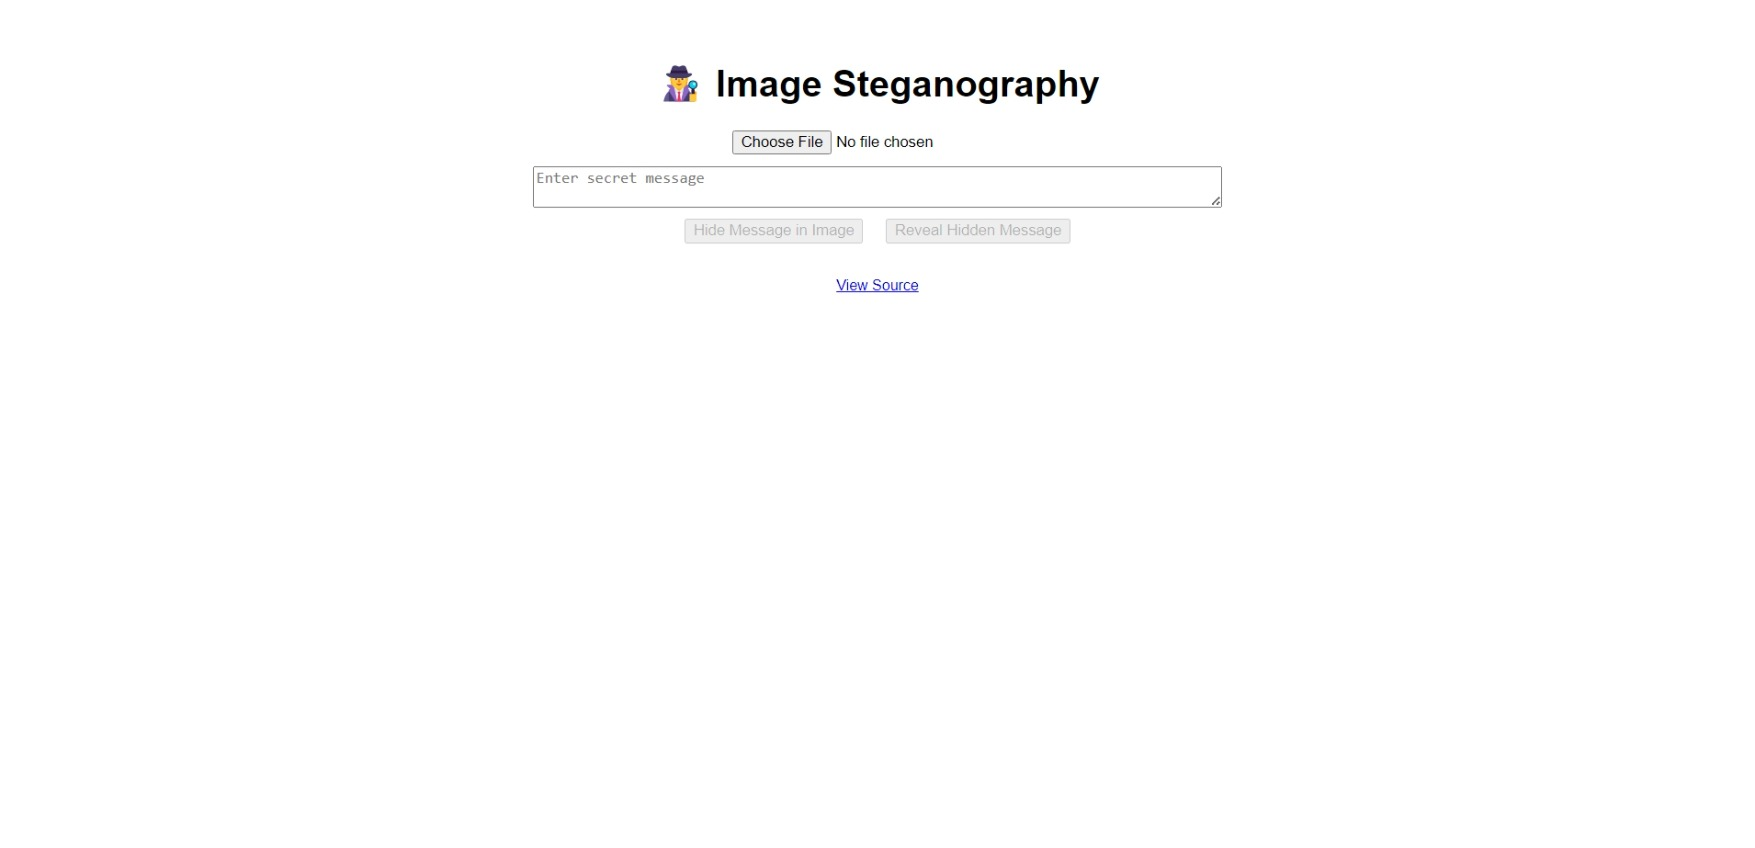 Image Steganography
Choose File No file chosen
Enter secret message
Hide Message in Image Reveal Hidden Message
View Source